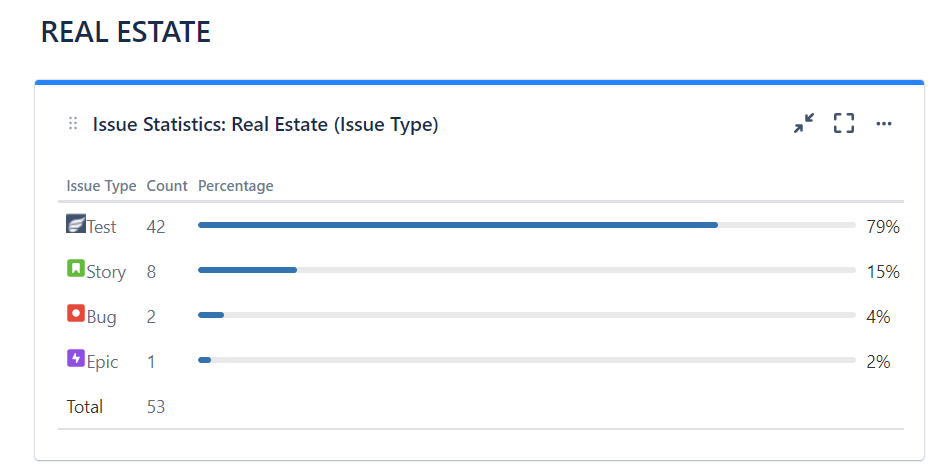 REAL ESTATE
Issue Statistics: Real Estate (Issue Type)
Issue Type Count Percentage
Test 42 79%
Story 8 15%
Bug 2 4%
Epic 1 2%
Total 53